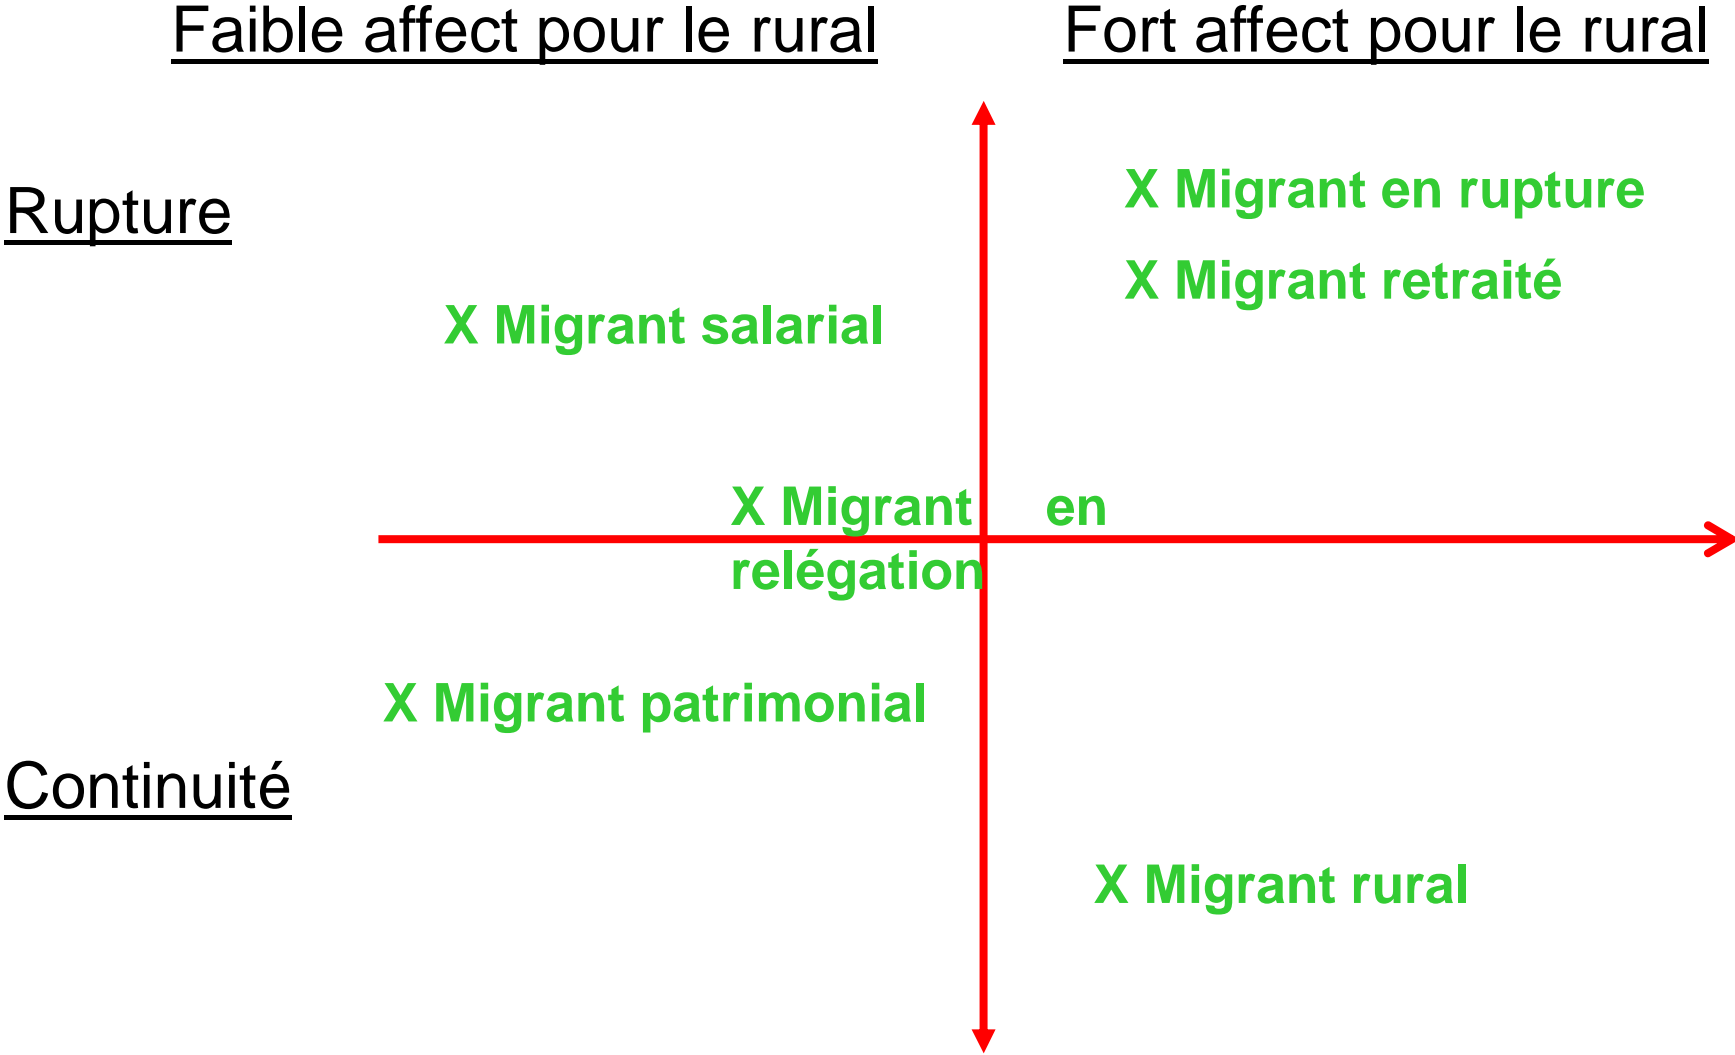 Faible affect pour le rural
Fort affect pour le rural
X Migrant en rupture
Rupture
X Migrant retraité
X Migrant salarial
X Migrant en
relégation
X Migrant patrimonial
Continuité
X Migrant rural